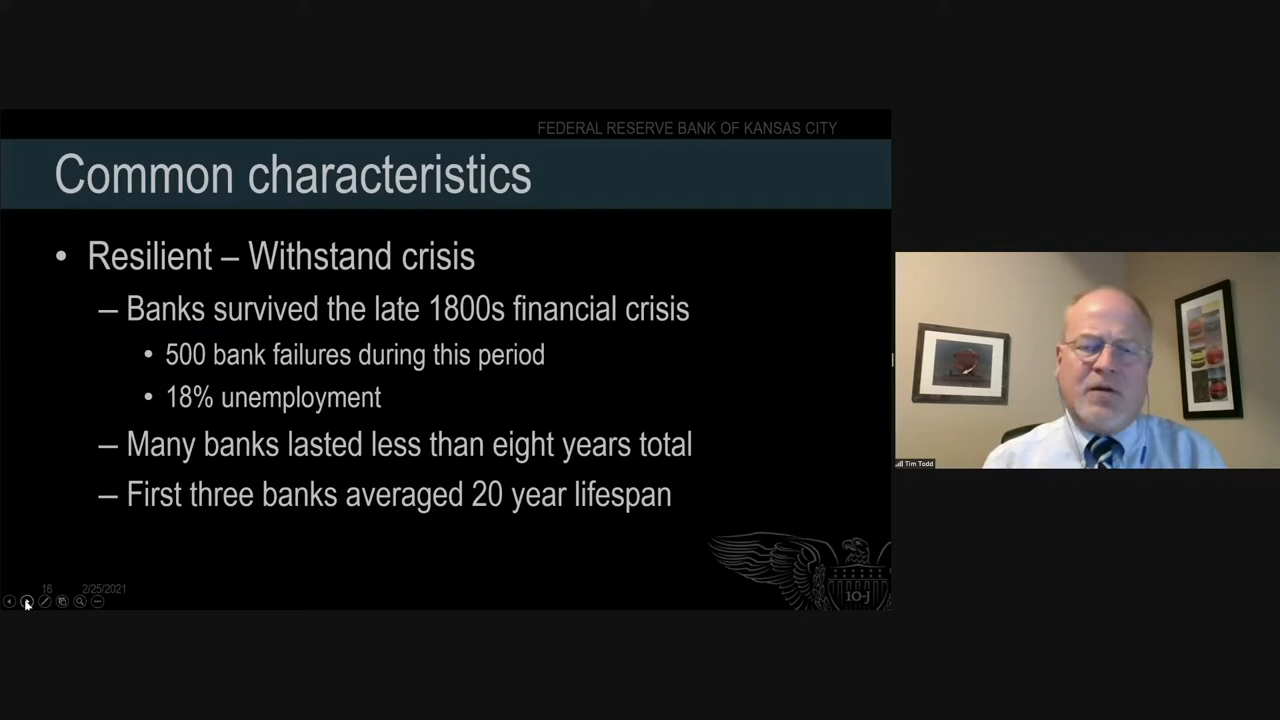 FEDERAL RESERVE BANK OF KANSAS CITY
Common characteristics
• Resilient – Withstand crisis
– Banks survived the late 1800s financial crisis
• 500 bank failures during this period
• 18% unemployment
– Many banks lasted less than eight years total
– First three banks averaged 20 year lifespan
16 2/25/2021
10-J
Tim Todd